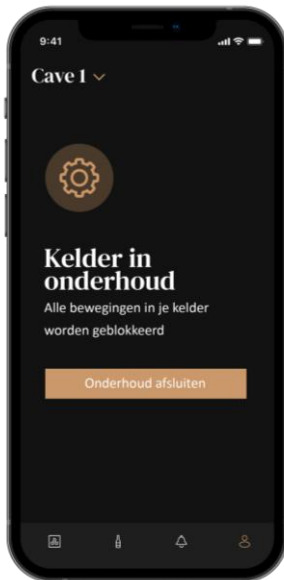 9:41
Cave 1
Kelder in
onderhoud
Alle bewegingen in je kelder
worden geblokkeerd
Onderhoud afsluiten